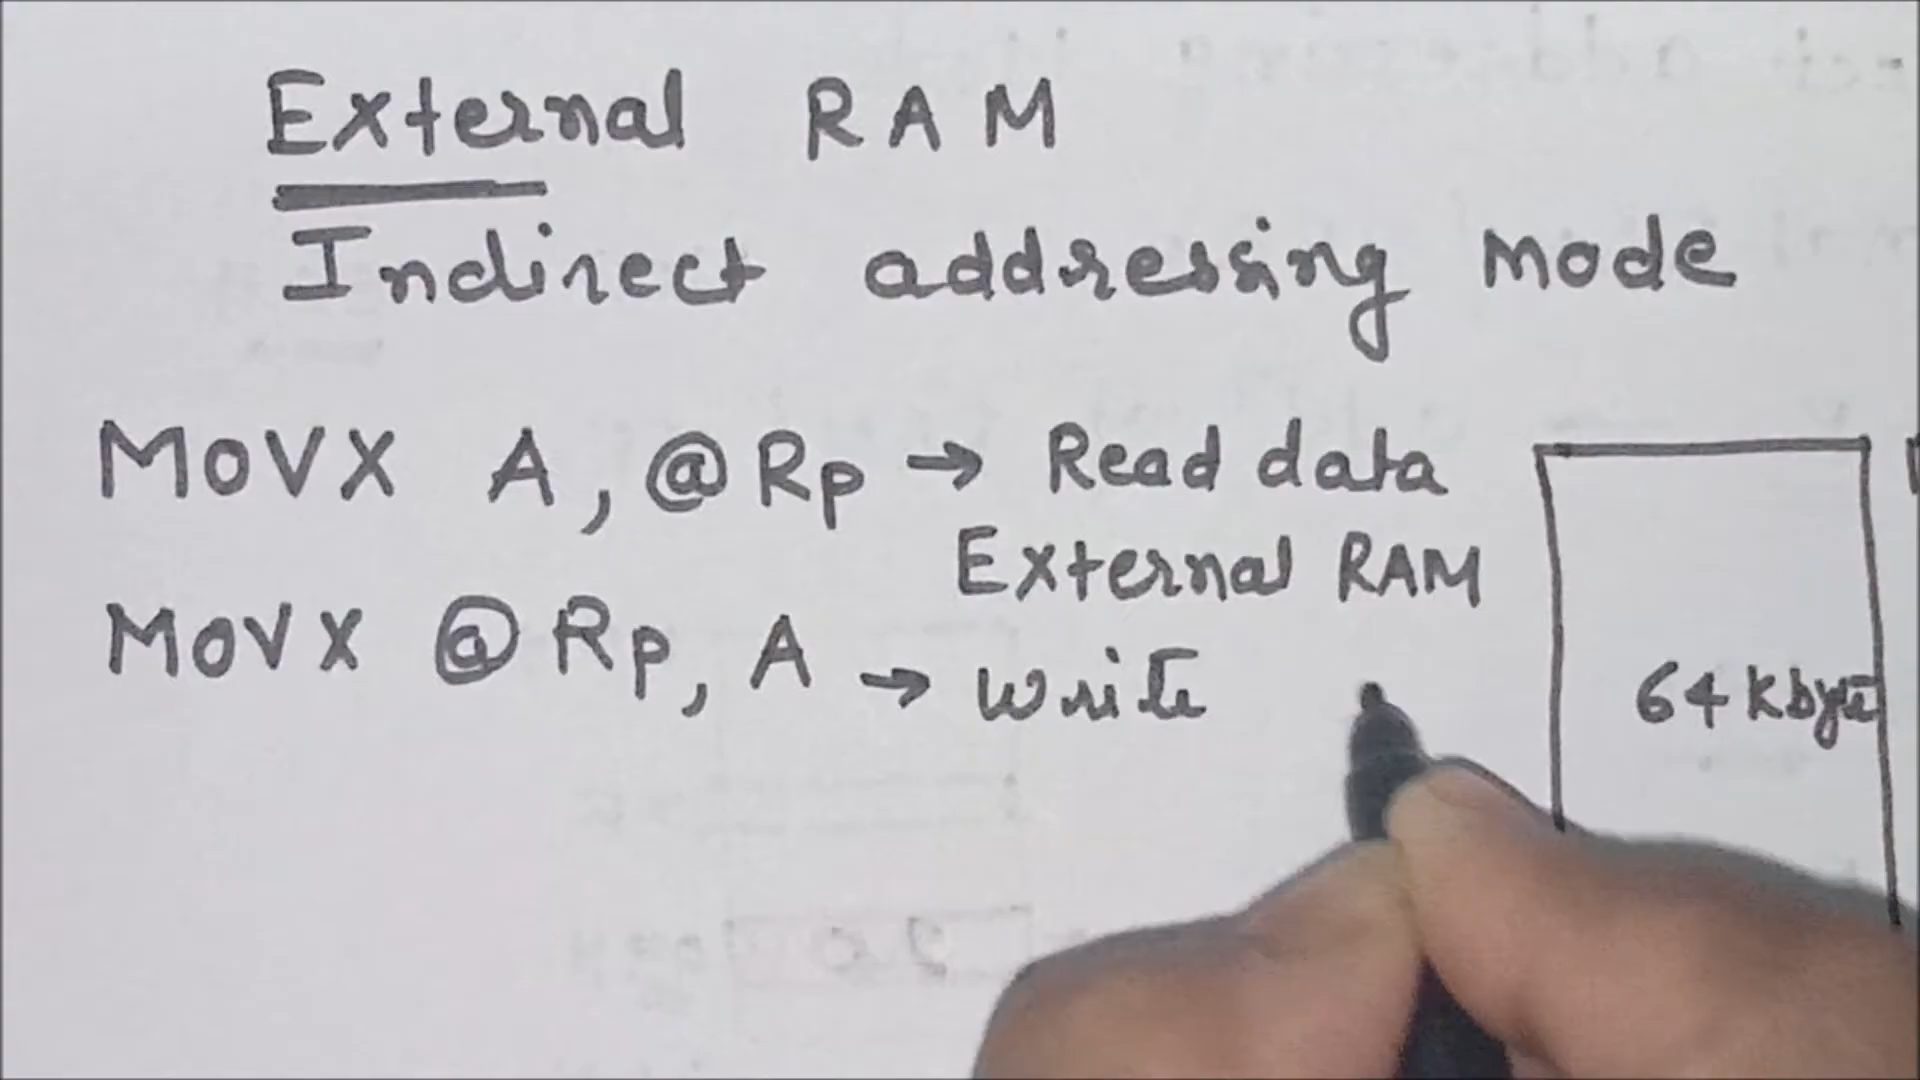 External RAM
Indirect addressing mode
MOVX A, @Rp → Read data
External RAM
MOVX @Rp, A → Write
64 Kbyte